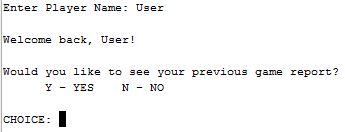 Enter Player Name: User
Welcome back, User!
Would you like to see your previous game report?
Y - YES    N - NO
CHOICE: